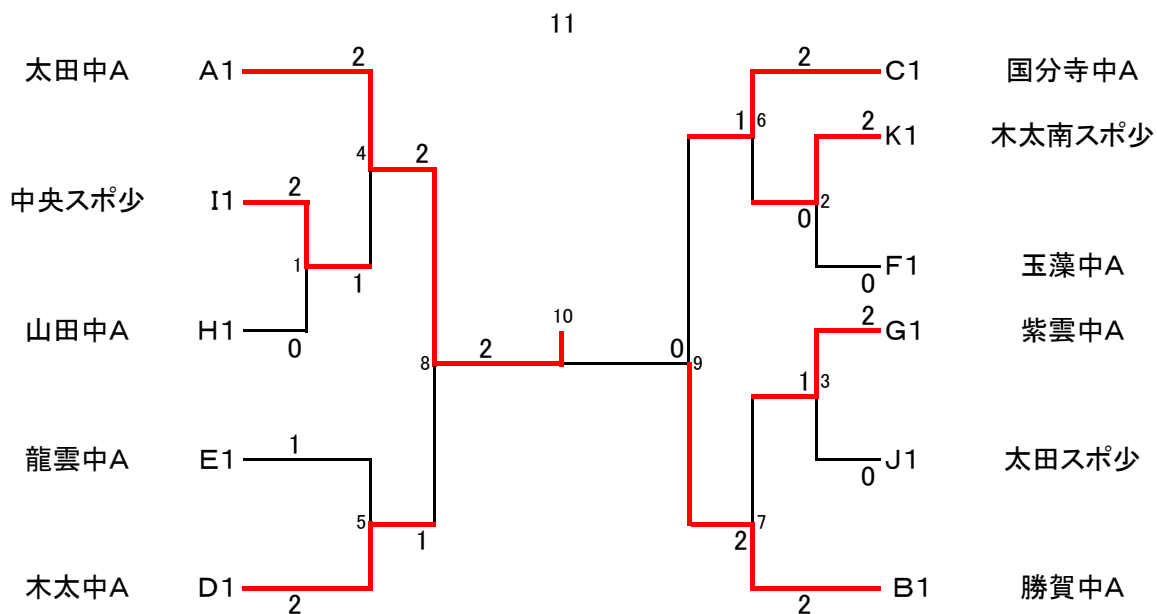 11
太田中A A1 2 2 C1 国分寺中A
4 2 1 6 2 K1 木太南スポ少
中央スポ少 I1 2 0 2
1 1 F1 玉藻中A
0
山田中A H1 0 10 2 G1 紫雲中A
8 2 0 9 1 3
龍雲中A E1 1 J1 太田スポ少
0
5 1 2 7
木太中A D1 2 2 B1 勝賀中A